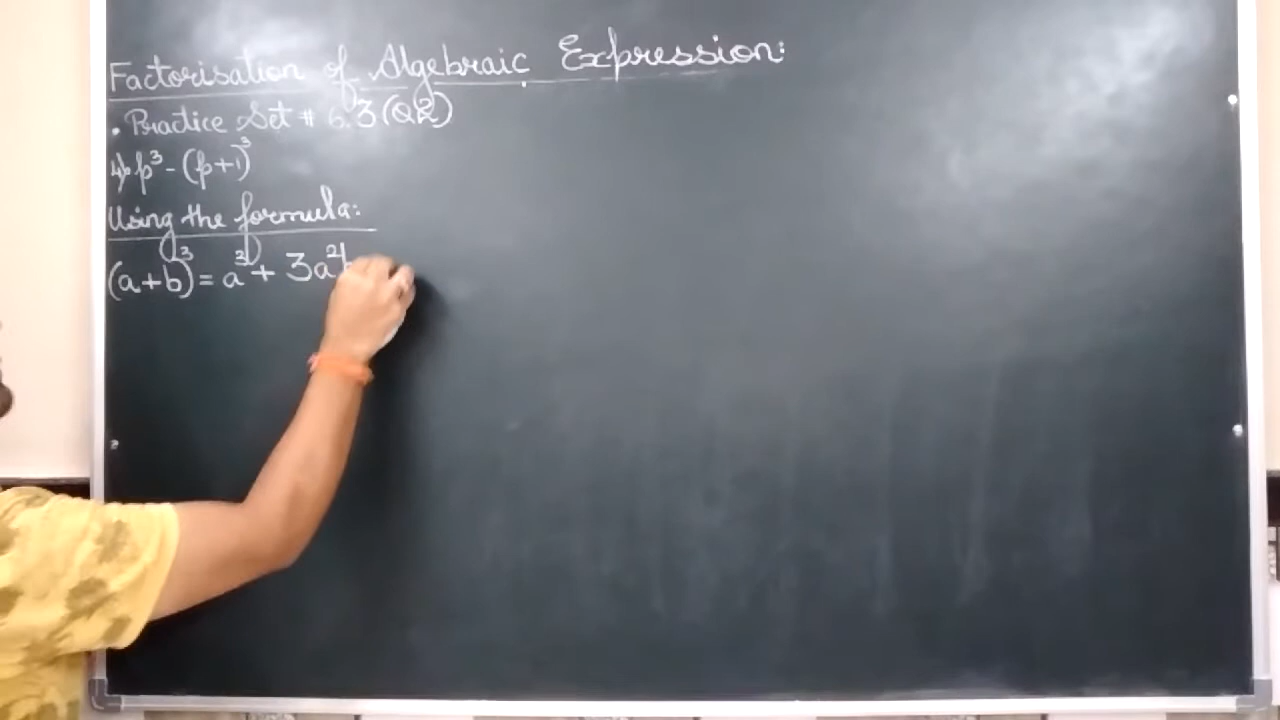 Factorisation of Algebraic Expression:
• Practice Set # 6.3 (Q2)
4) p³ - (p+1)³
Using the formula:
(a+b)³ = a³ + 3a²b